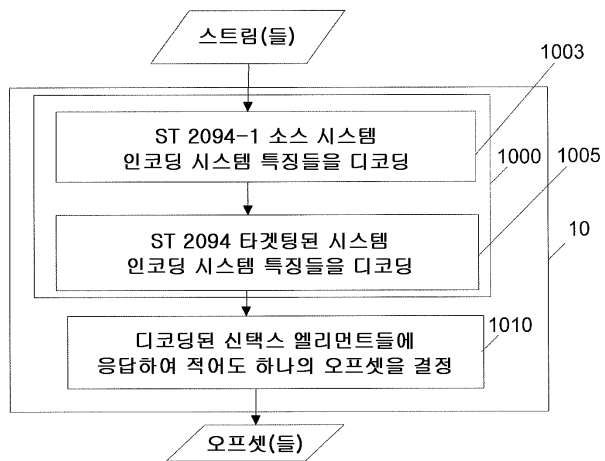 스트림(들)
1003
ST 2094-1 소스 시스템
인코딩 시스템 특징들을 디코딩
1000
1005
ST 2094 타겟팅된 시스템
인코딩 시스템 특징들을 디코딩
10
디코딩된 신택스 엘리먼트들에
응답하여 적어도 하나의 오프셋을 결정
1010
오프셋(들)